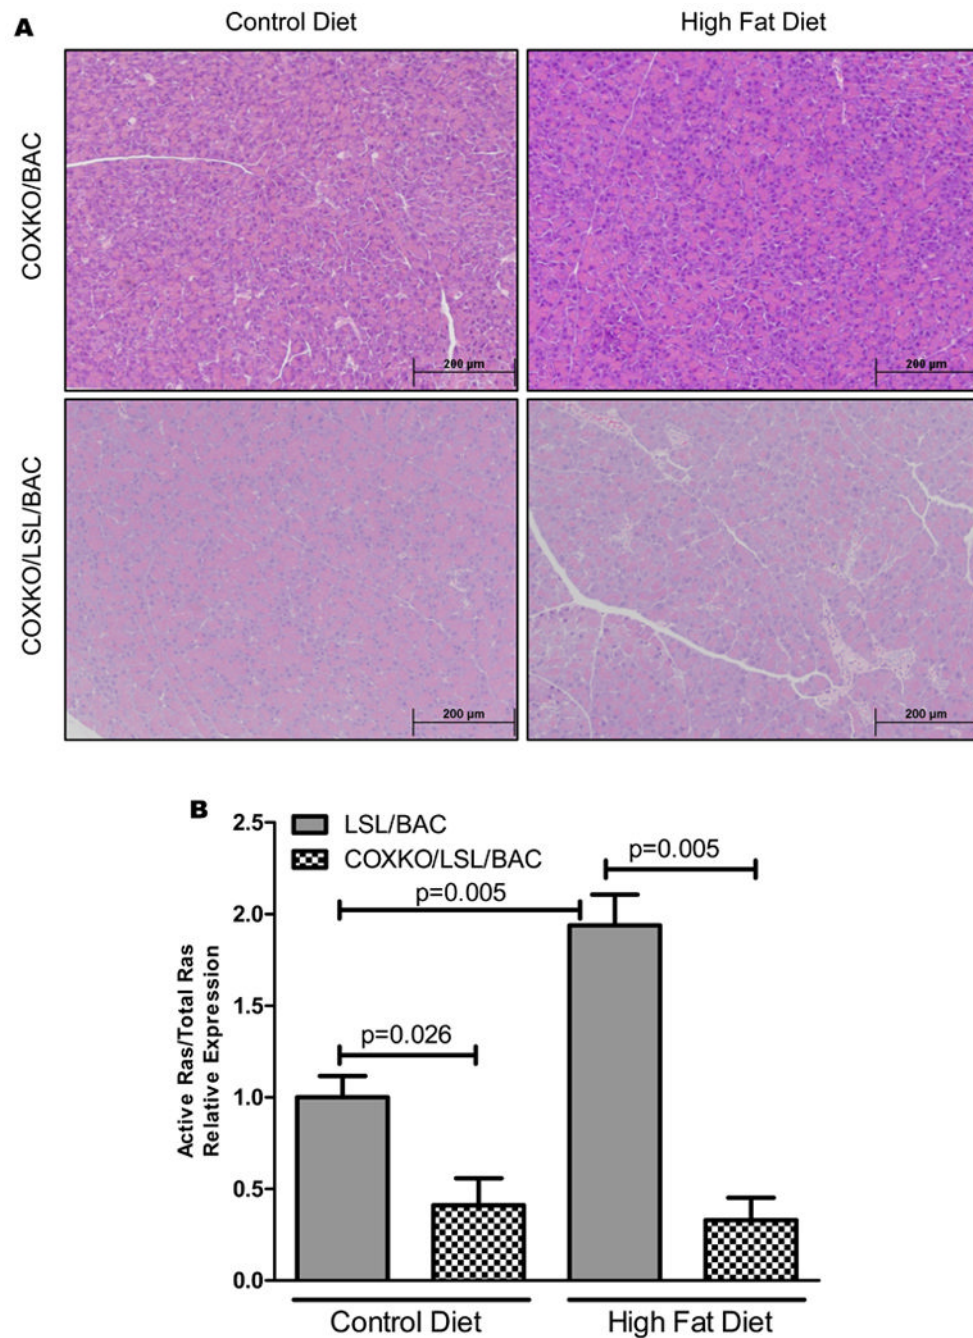 A
Control Diet
High Fat Diet
COXKO/BAC
200 µm
200 µm
COXKO/LSL/BAC
200 µm
200 µm
B
LSL/BAC
COXKO/LSL/BAC
p=0.005
p=0.005
p=0.026
Active Ras/Total Ras
Relative Expression
2.5
2.0
1.5
1.0
0.5
0.0
Control Diet
High Fat Diet